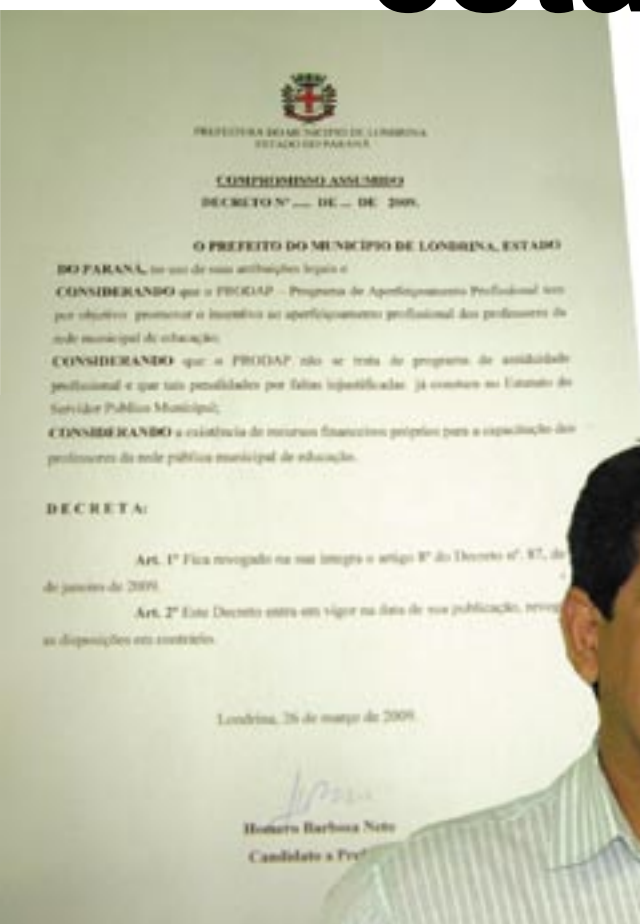 PREFEITURA DO MUNICÍPIO DE LONDRINA
ESTADO DO PARANÁ
COMPROMISSO ASSUMIDO
DECRETO Nº .... DE ... DE 2009.
O PREFEITO DO MUNICÍPIO DE LONDRINA, ESTADO
DO PARANÁ, no uso de suas atribuições legais e
CONSIDERANDO que o PRODAP – Programa de Aperfeiçoamento Profissional tem
por objetivo promover o incentivo ao aperfeiçoamento profissional dos professores da
rede municipal de educação;
CONSIDERANDO que o PRODAP não se trata de programa de assiduidade
profissional e que tais penalidades por faltas injustificadas já constam no Estatuto do
Servidor Público Municipal;
CONSIDERANDO a existência de recursos financeiros próprios para a capacitação dos
professores da rede pública municipal de educação.
DECRETA:
Art. 1º Fica revogado na sua íntegra o artigo 8º do Decreto nº. 87, de
de janeiro de 2009.
Art. 2º Este Decreto entra em vigor na data de sua publicação, revog
as disposições em contrário.
Londrina, 26 de março de 2009.
Homero Barbosa Neto
Candidato a Pref